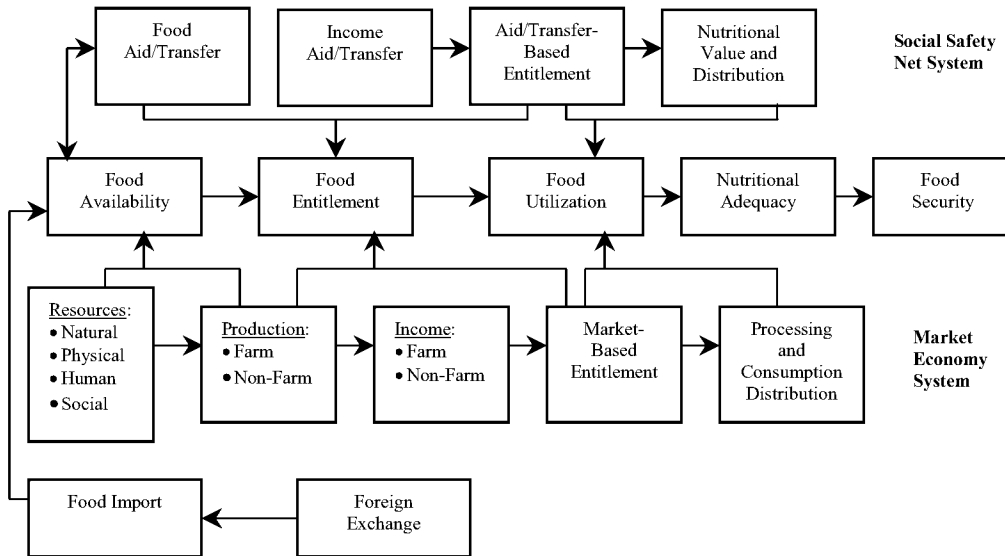 Food
Aid/Transfer
Income
Aid/Transfer
Aid/Transfer-
Based
Entitlement
Nutritional
Value and
Distribution
Social Safety
Net System
Food
Availability
Food
Entitlement
Food
Utilization
Nutritional
Adequacy
Food
Security
Resources:
• Natural
• Physical
• Human
• Social
Production:
• Farm
• Non-Farm
Income:
• Farm
• Non-Farm
Market-
Based
Entitlement
Processing
and
Consumption
Distribution
Market
Economy
System
Food Import
Foreign
Exchange